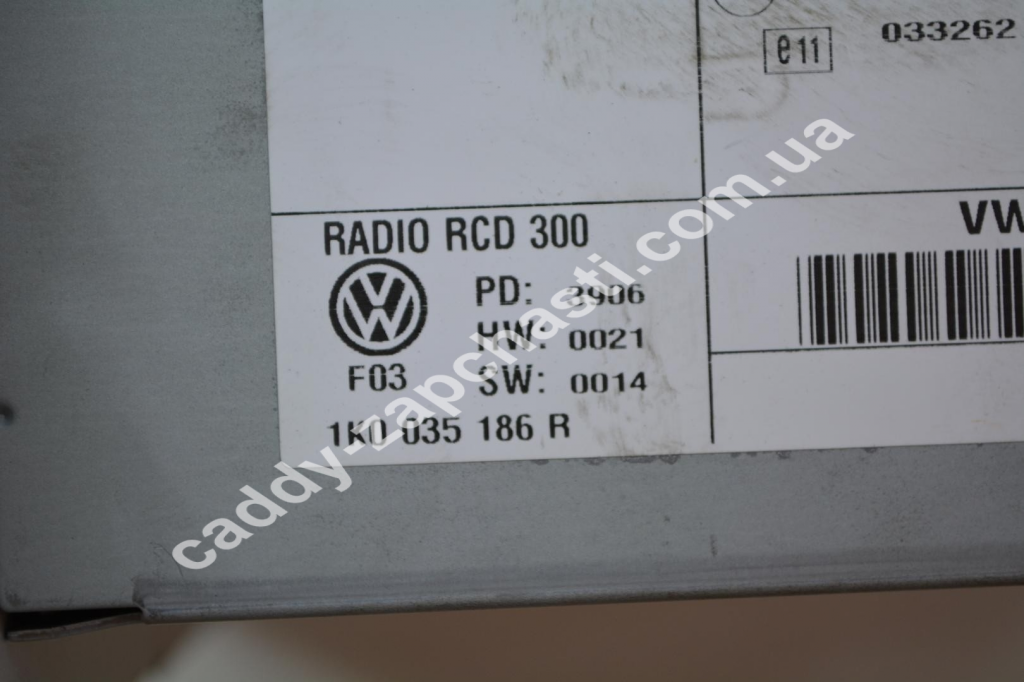 e11
033262
VW
RADIO RCD 300
PD: 3906
HW: 0021
F03
SW: 0014
1K0 035 186 R
caddy-zapchasti.com.ua